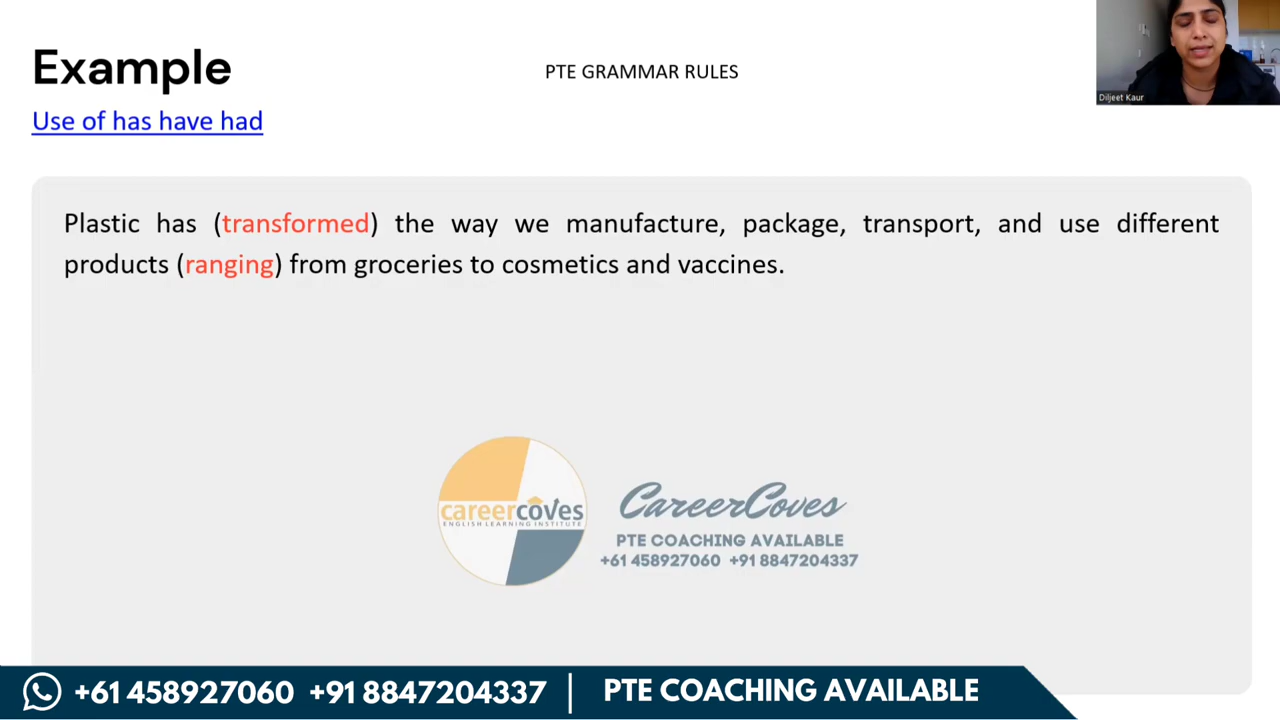 Example
PTE GRAMMAR RULES
Diljeet Kaur
Use of has have had
Plastic has (transformed) the way we manufacture, package, transport, and use different
products (ranging) from groceries to cosmetics and vaccines.
careercoves
ENGLISH LEARNING INSTITUTE
CareerCoves
PTE COACHING AVAILABLE
+61 458927060 +91 8847204337
+61 458927060 +91 8847204337 | PTE COACHING AVAILABLE